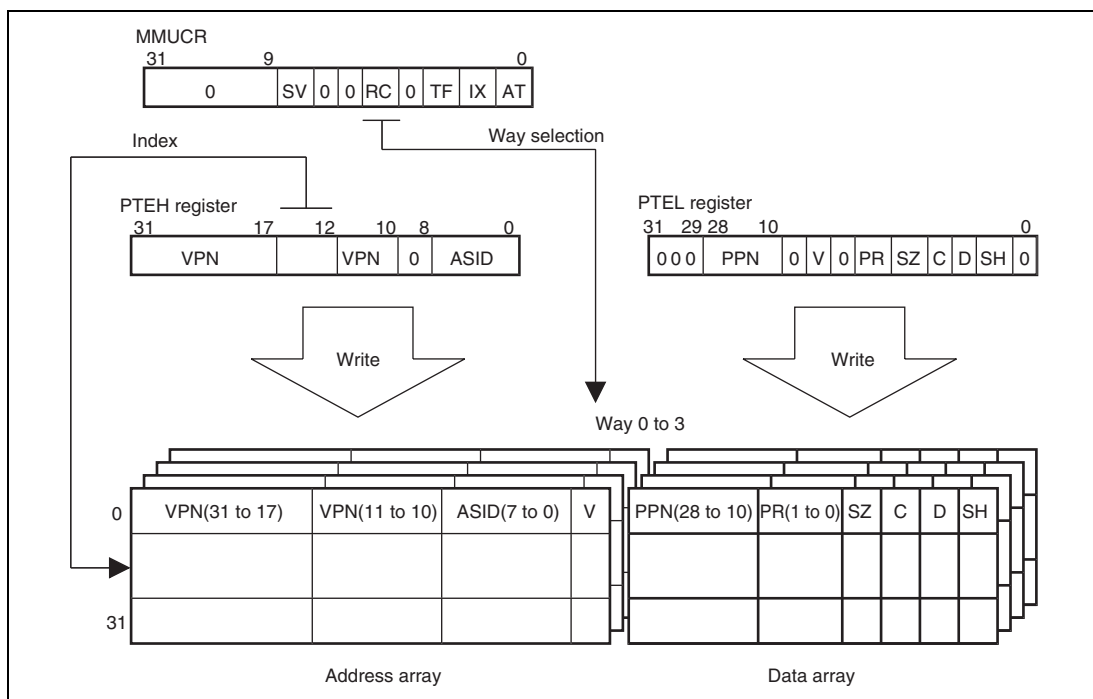 MMUCR
31 9 0
0 SV 0 0 RC 0 TF IX AT
Index
Way selection
PTEH register
31 17 12 10 8 0
VPN VPN 0 ASID
PTEL register
31 29 28 10 0
0 0 0 PPN 0 V 0 PR SZ C D SH 0
Write
Write
Way 0 to 3
0 VPN(31 to 17) VPN(11 to 10) ASID(7 to 0) V PPN(28 to 10) PR(1 to 0) SZ C D SH
31
Address array
Data array